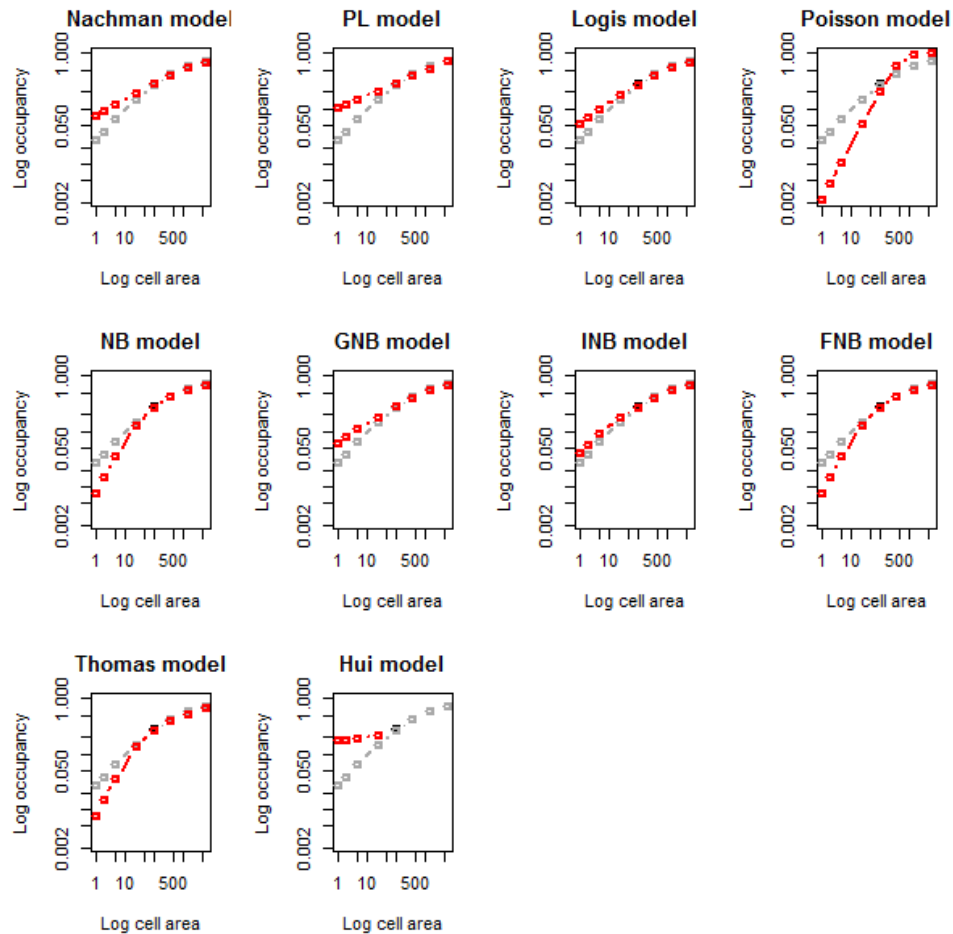 Nachman model
PL model
Logis model
Poisson model
Log occupancy
0.002 0.050 1.000
1 10 500
Log cell area
Log occupancy
0.002 0.050 1.000
1 10 500
Log cell area
Log occupancy
0.002 0.050 1.000
1 10 500
Log cell area
Log occupancy
0.002 0.050 1.000
1 10 500
Log cell area
NB model
GNB model
INB model
FNB model
Log occupancy
0.002 0.050 1.000
1 10 500
Log cell area
Log occupancy
0.002 0.050 1.000
1 10 500
Log cell area
Log occupancy
0.002 0.050 1.000
1 10 500
Log cell area
Log occupancy
0.002 0.050 1.000
1 10 500
Log cell area
Thomas model
Hui model
Log occupancy
0.002 0.050 1.000
1 10 500
Log cell area
Log occupancy
0.002 0.050 1.000
1 10 500
Log cell area